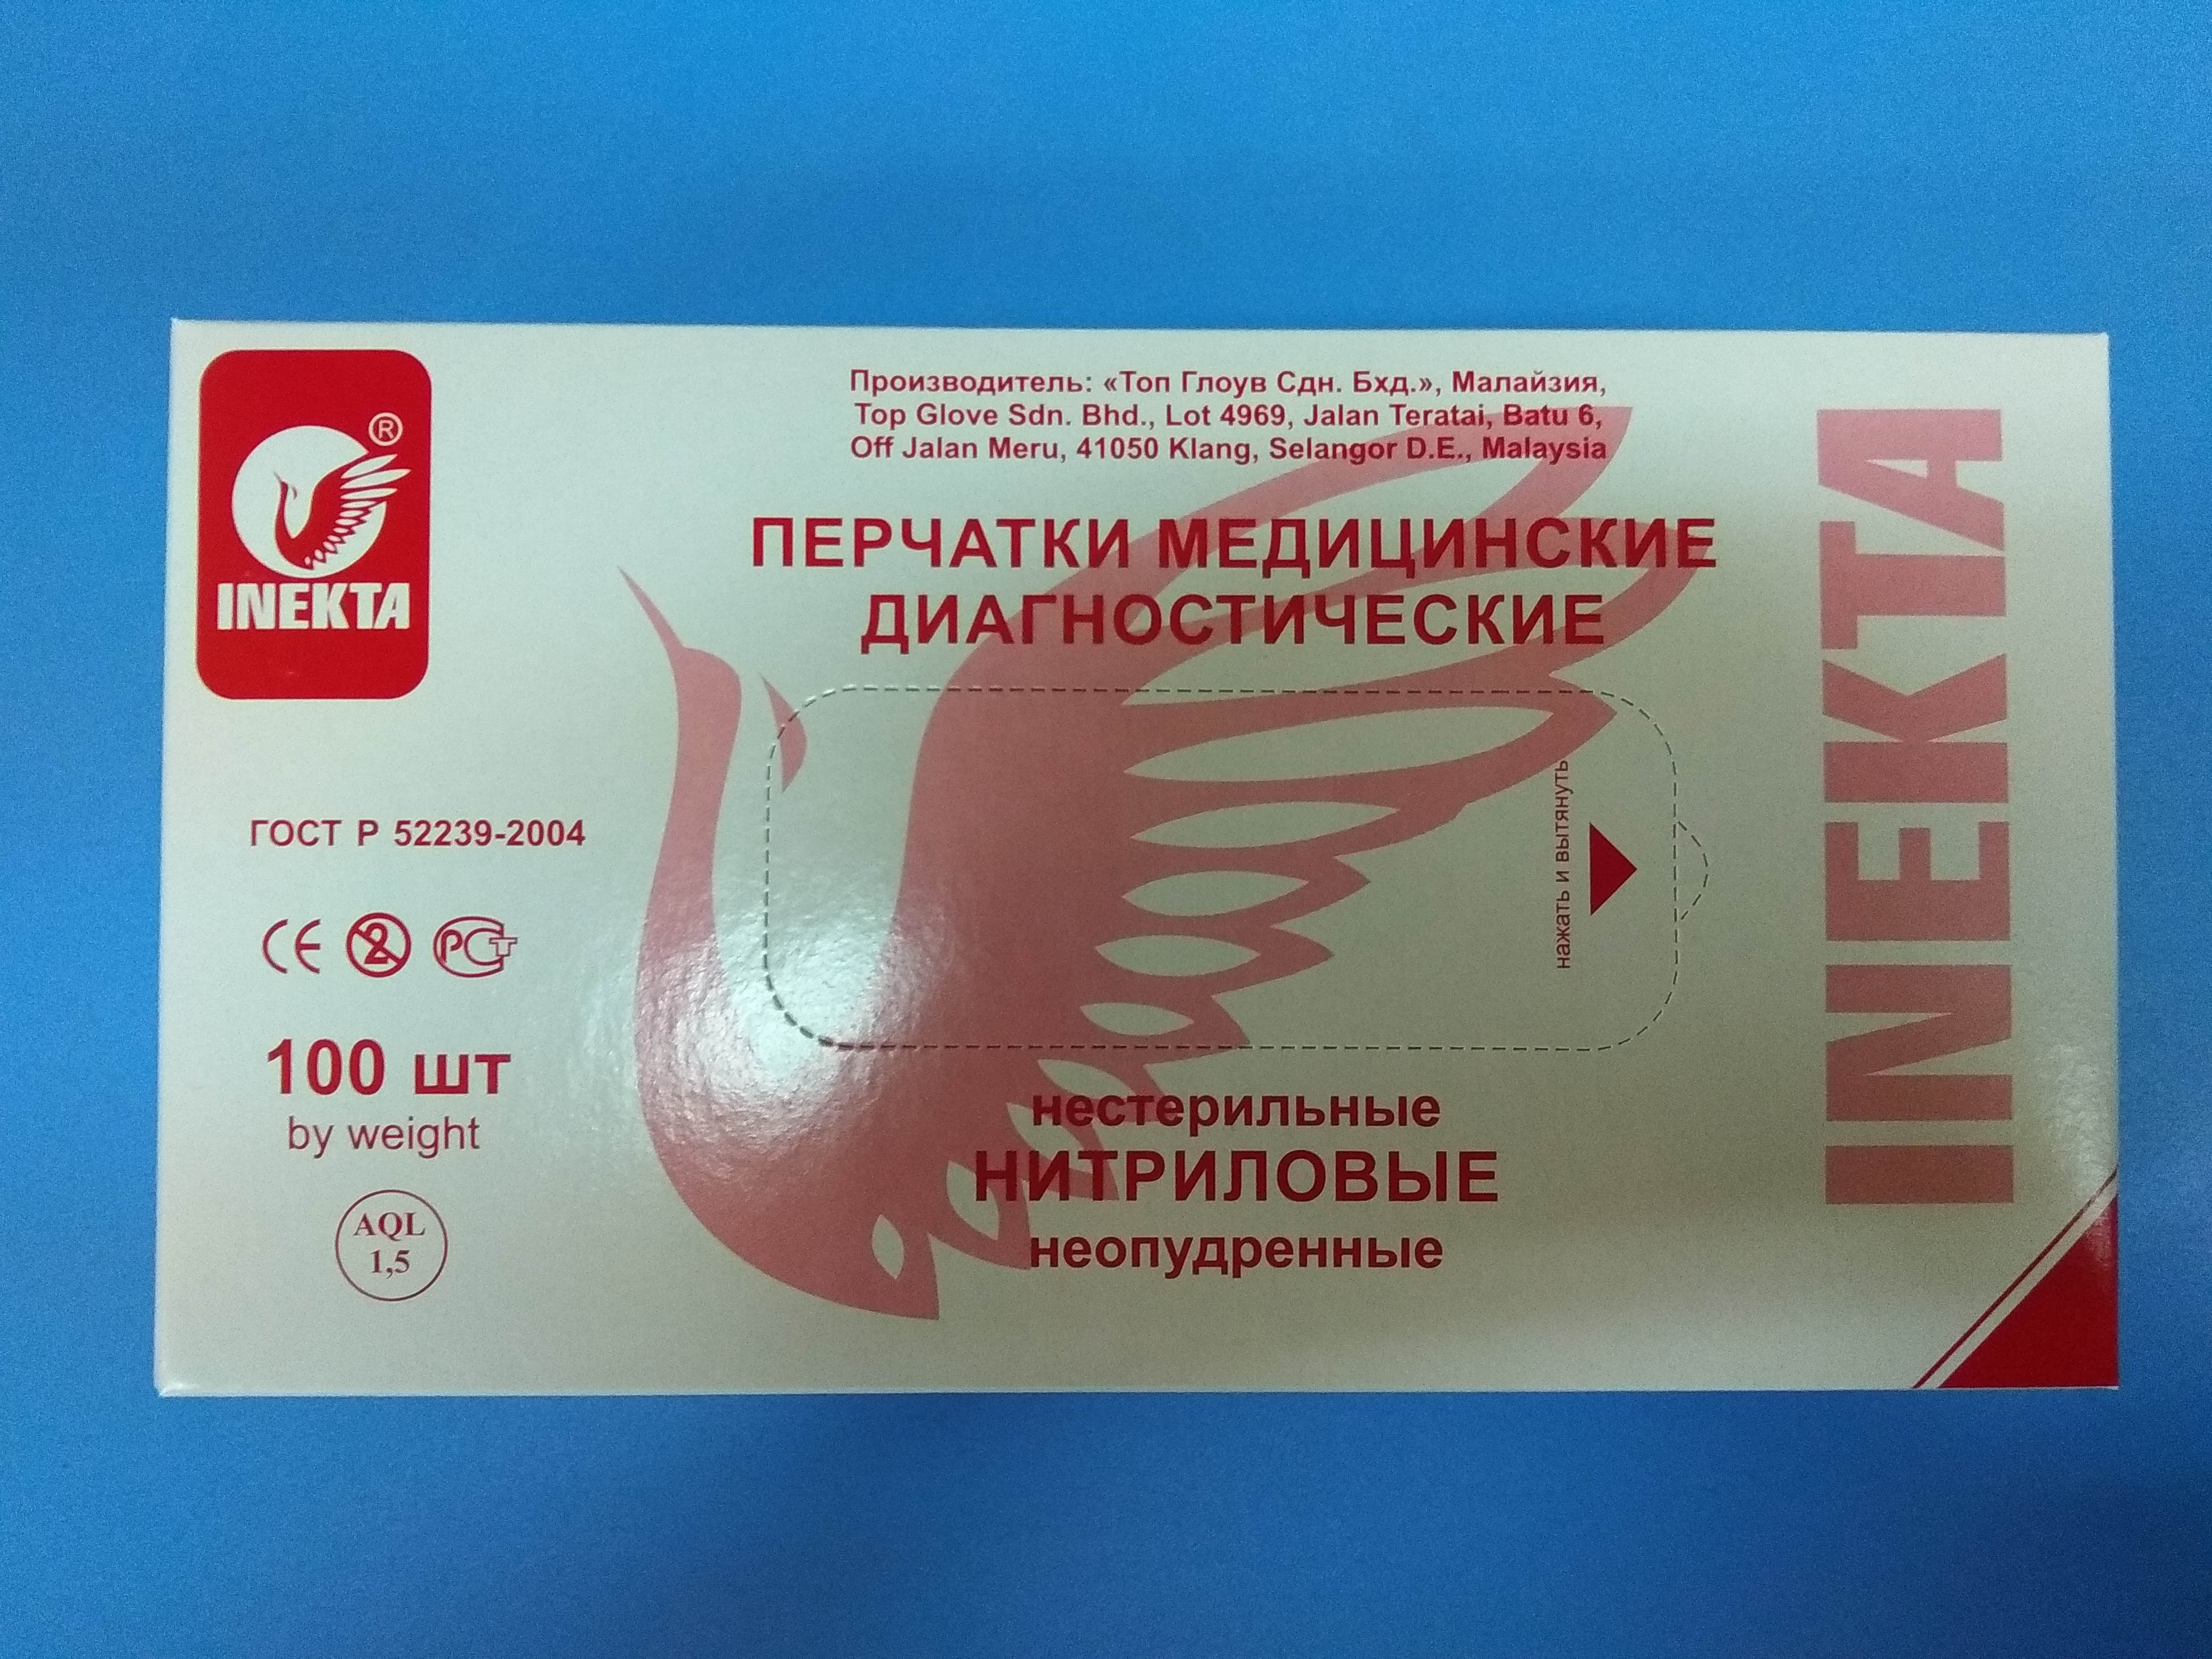 ®
INEKTA
Производитель: «Топ Глоув Сдн. Бхд.», Малайзия,
Top Glove Sdn. Bhd., Lot 4969, Jalan Teratai, Batu 6,
Off Jalan Meru, 41050 Klang, Selangor D.E., Malaysia
ПЕРЧАТКИ МЕДИЦИНСКИЕ
ДИАГНОСТИЧЕСКИЕ
нажать и вытянуть
ГОСТ Р 52239-2004
CE 2 РСТ
100 шт
by weight
AQL
1,5
нестерильные
НИТРИЛОВЫЕ
неопудренные
INEKTA